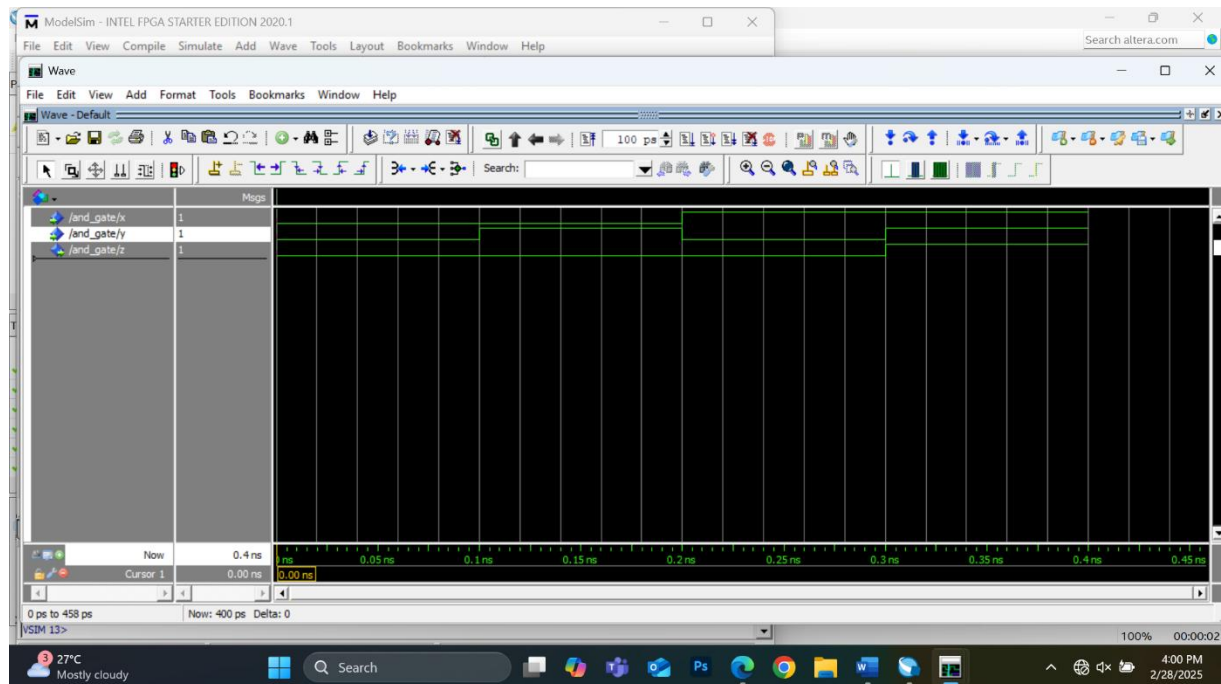 ModelSim - INTEL FPGA STARTER EDITION 2020.1
File Edit View Compile Simulate Add Wave Tools Layout Bookmarks Window Help
Search altera.com
Wave
File Edit View Add Format Tools Bookmarks Window Help
Wave - Default
100 ps
Search:
Msgs
/and_gate/x 1
/and_gate/y 1
/and_gate/z 1
Now 0.4 ns
ns 0.05 ns 0.1 ns 0.15 ns 0.2 ns 0.25 ns 0.3 ns 0.35 ns 0.4 ns 0.45 ns
Cursor 1 0.00 ns 0.00 ns
0 ps to 458 ps Now: 400 ps Delta: 0
VSIM 13>
100% 00:00:02
3 27°C
Mostly cloudy
Search
Ps
4:00 PM
2/28/2025